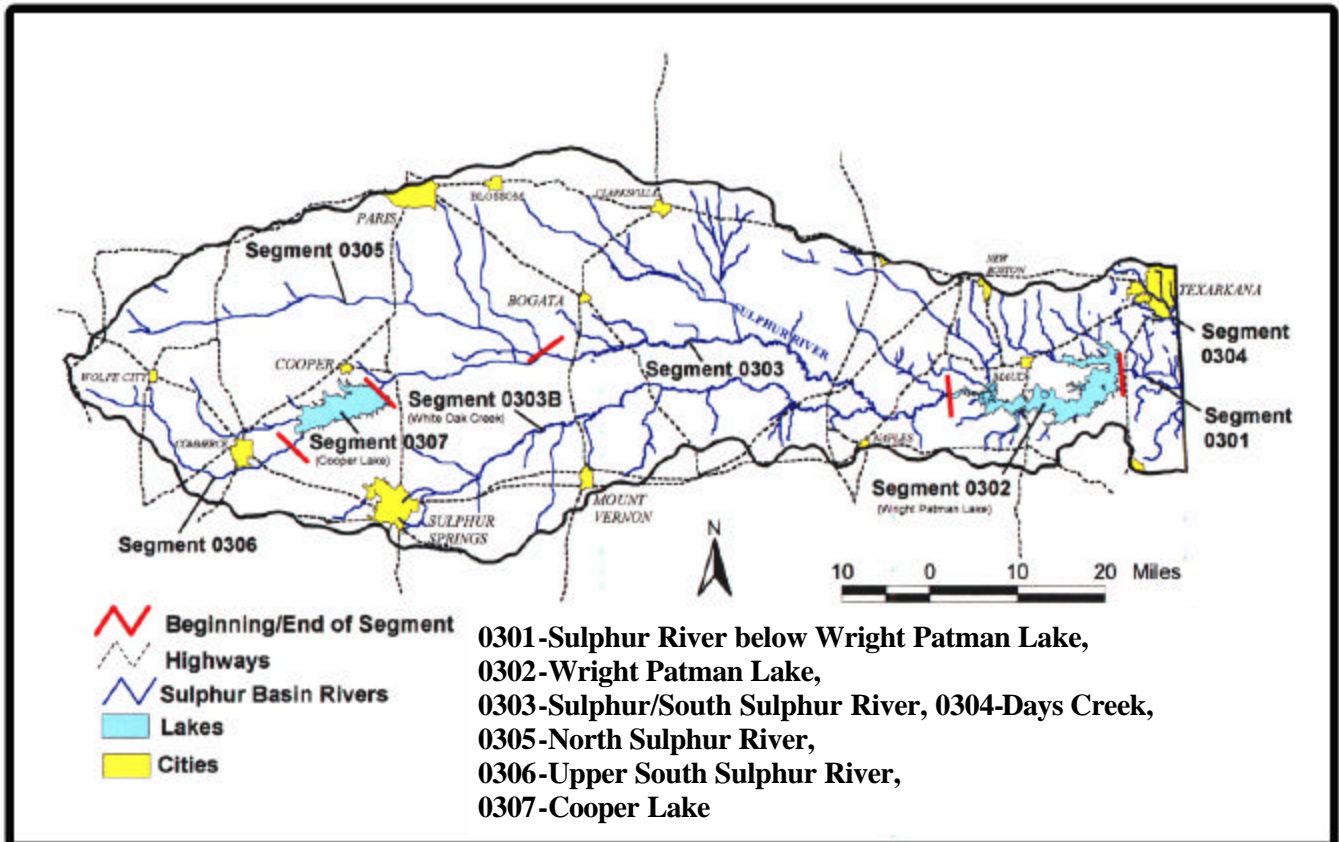 PARIS
BLOSSOM
CLARKSVILLE
Segment 0305
NEW
BOSTON
TEXARKANA
BOGATA
SULPHUR RIVER
Segment
0304
COOPER
WOLFE CITY
Segment 0303
MAUD
Segment 0303B
(White Oak Creek)
Segment
0301
COMMERCE
Segment 0307
(Cooper Lake)
NAPLES
Segment 0302
(Wright Patman Lake)
MOUNT
VERNON
SULPHUR
SPRINGS
Segment 0306
N
10 0 10 20 Miles
Beginning/End of Segment
Highways
Sulphur Basin Rivers
Lakes
Cities
0301-Sulphur River below Wright Patman Lake,
0302-Wright Patman Lake,
0303-Sulphur/South Sulphur River, 0304-Days Creek,
0305-North Sulphur River,
0306-Upper South Sulphur River,
0307-Cooper Lake